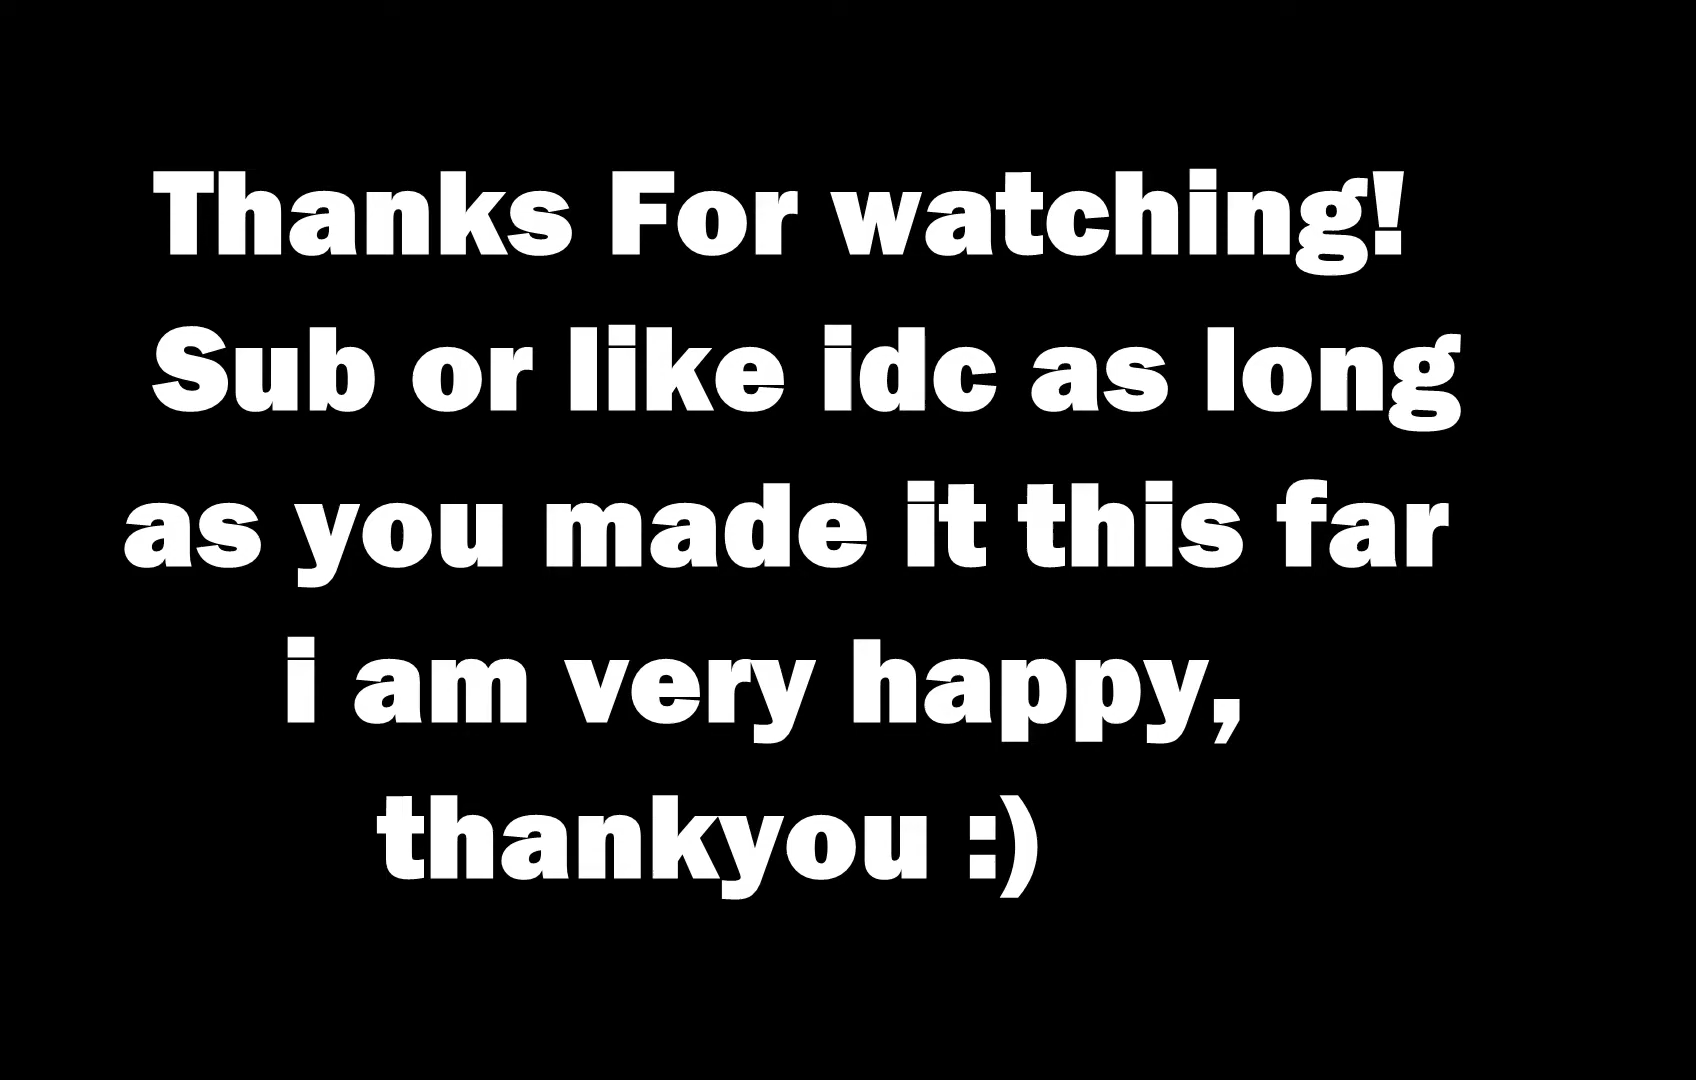 Thanks For watching!
Sub or like idc as long
as you made it this far
i am very happy,
thankyou :)